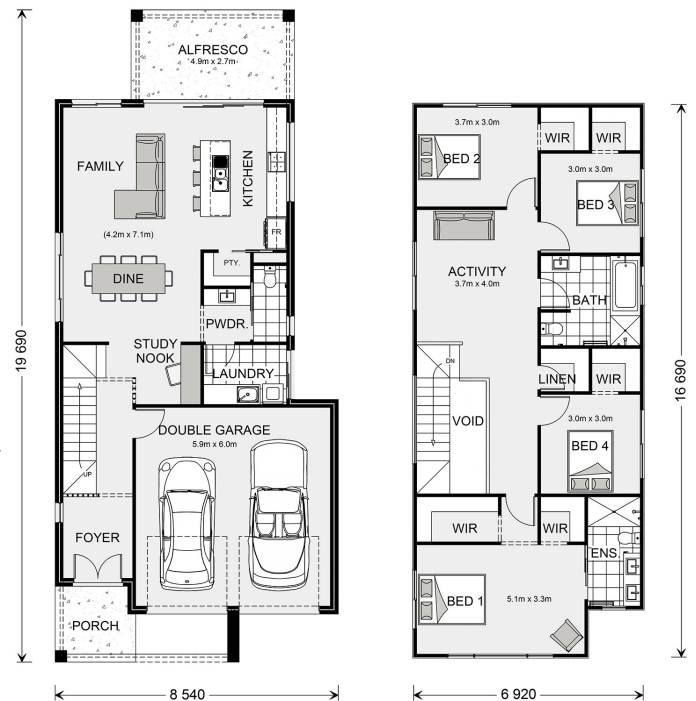 ALFRESCO
4.9m x 2.7m
FAMILY
KITCHEN
(4.2m x 7.1m)
FR
PTY.
DINE
PWDR.
STUDY
NOOK
LAUNDRY
DOUBLE GARAGE
5.9m x 6.0m
UP
FOYER
PORCH
19 690
8 540
3.7m x 3.0m
WIR
WIR
BED 2
3.0m x 3.0m
BED 3
ACTIVITY
3.7m x 4.0m
BATH
DN
LINEN
WIR
VOID
3.0m x 3.0m
BED 4
WIR
WIR
ENS.
BED 1
5.1m x 3.3m
16 690
6 920